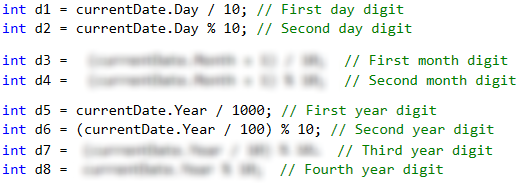 int d1 = currentDate.Day / 10; // First day digit
int d2 = currentDate.Day % 10; // Second day digit
int d3 = // First month digit
int d4 = // Second month digit
int d5 = currentDate.Year / 1000; // First year digit
int d6 = (currentDate.Year / 100) % 10; // Second year digit
int d7 = // Third year digit
int d8 = // Fourth year digit